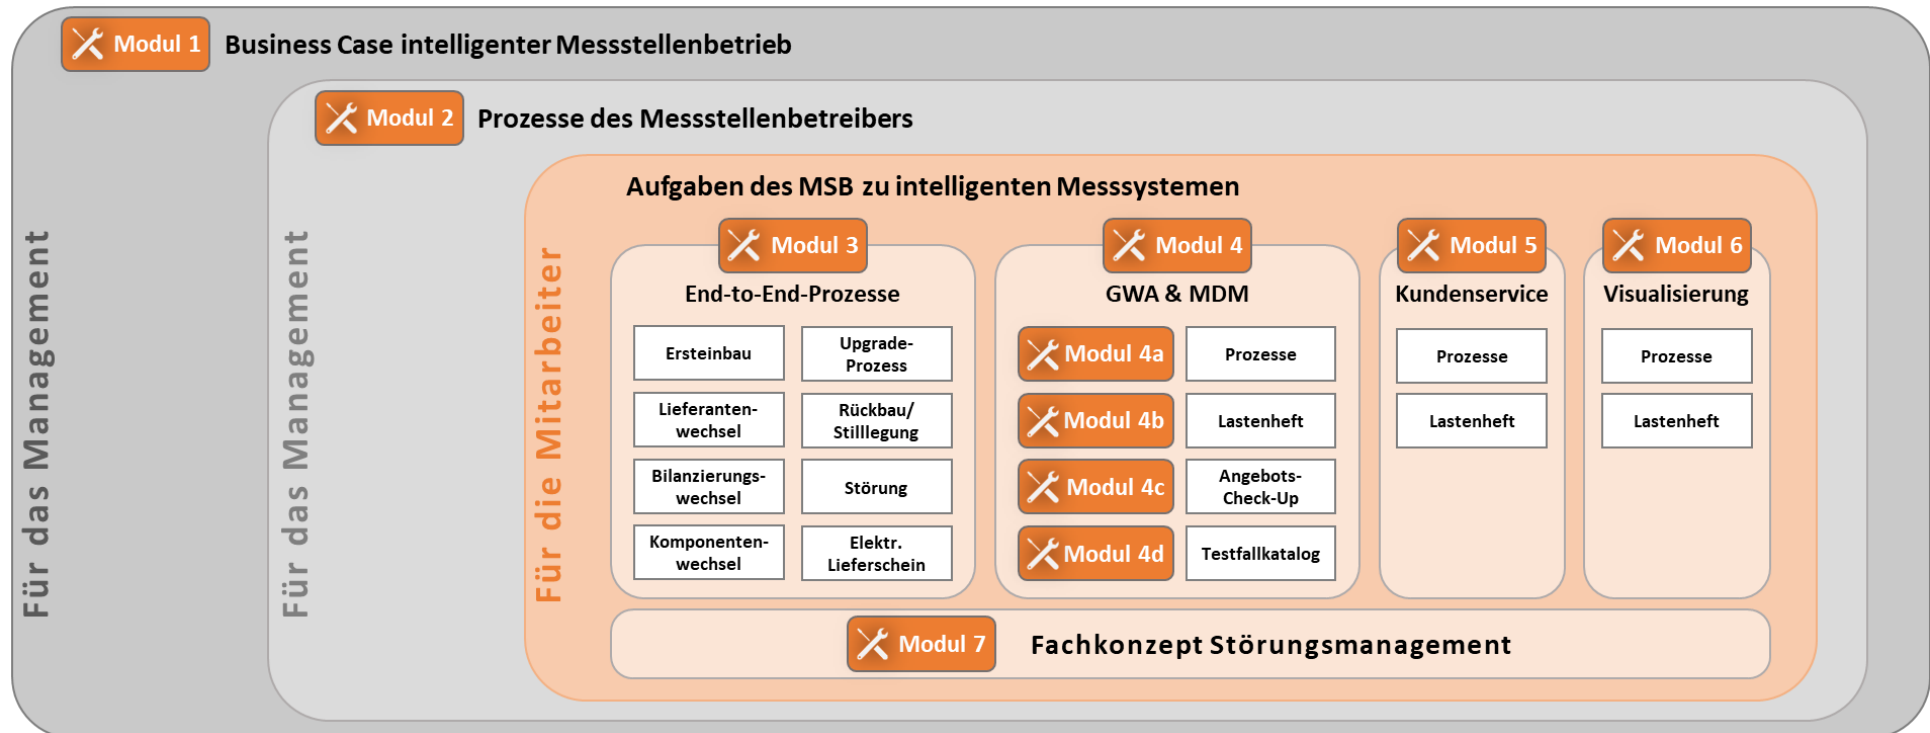 Modul 1 Business Case intelligenter Messstellenbetrieb
Modul 2 Prozesse des Messstellenbetreibers
Aufgaben des MSB zu intelligenten Messsystemen
Für das Management
Für das Management
Für die Mitarbeiter
Modul 3
End-to-End-Prozesse
Ersteinbau
Upgrade-
Prozess
Lieferanten-
wechsel
Rückbau/
Stilllegung
Bilanzierungs-
wechsel
Störung
Komponenten-
wechsel
Elektr.
Lieferschein
Modul 4
GWA & MDM
Modul 4a
Prozesse
Modul 4b
Lastenheft
Modul 4c
Angebots-
Check-Up
Modul 4d
Testfallkatalog
Modul 5
Kundenservice
Prozesse
Lastenheft
Modul 6
Visualisierung
Prozesse
Lastenheft
Modul 7 Fachkonzept Störungsmanagement